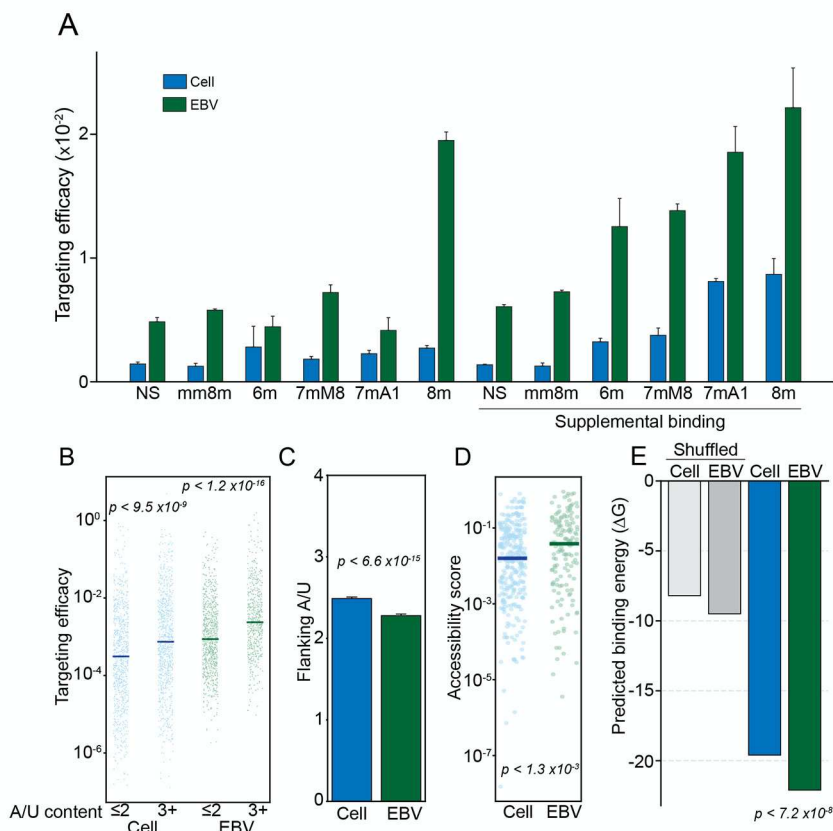 A
Targeting efficacy (x10⁻²)
2
1
0
Cell
EBV
NS mm8m 6m 7mM8 7mA1 8m NS mm8m 6m 7mM8 7mA1 8m
Supplemental binding
B
Targeting efficacy
10⁰
10⁻²
10⁻⁴
10⁻⁶
p < 9.5 x10⁻⁹
p < 1.2 x10⁻¹⁶
A/U content ≤2 3+ ≤2 3+
Cell EBV
C
Flanking A/U
4
3
2
1
0
p < 6.6 x10⁻¹⁵
Cell EBV
D
Accessibility score
10⁻¹
10⁻³
10⁻⁵
10⁻⁷
p < 1.3 x10⁻³
Cell EBV
E
Shuffled
Cell EBV Cell EBV
Predicted binding energy (ΔG)
0
-5
-10
-15
-20
p < 7.2 x10⁻⁸